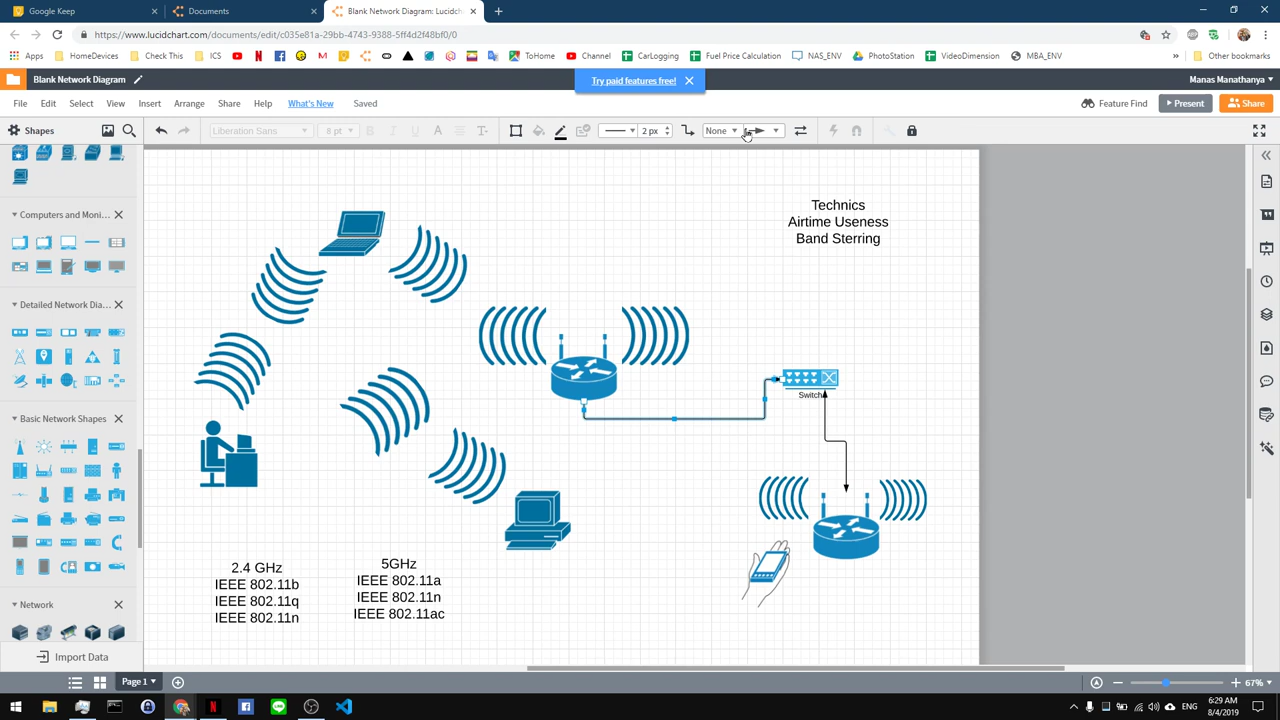 Google Keep
Documents
Blank Network Diagram: Lucidch
https://www.lucidchart.com/documents/edit/c035e81a-29bb-4743-9388-5ff4d2f48bf0/0
Apps
HomeDevices
Check This
ICS
ToHome
Channel
CarLogging
Fuel Price Calculation
NAS_ENV
PhotoStation
VideoDimension
MBA_ENV
Other bookmarks
Blank Network Diagram
Try paid features free!
Manas Manathanya
File Edit Select View Insert Arrange Share Help What's New Saved
Feature Find
Present
Share
Shapes
Liberation Sans
8 pt
2 px
None
Computers and Moni...
Detailed Network Dia...
Basic Network Shapes
Network
Import Data
Technics
Airtime Useness
Band Sterring
Switch
2.4 GHz
IEEE 802.11b
IEEE 802.11q
IEEE 802.11n
5GHz
IEEE 802.11a
IEEE 802.11n
IEEE 802.11ac
Page 1
67%
ENG
6:29 AM
8/4/2019